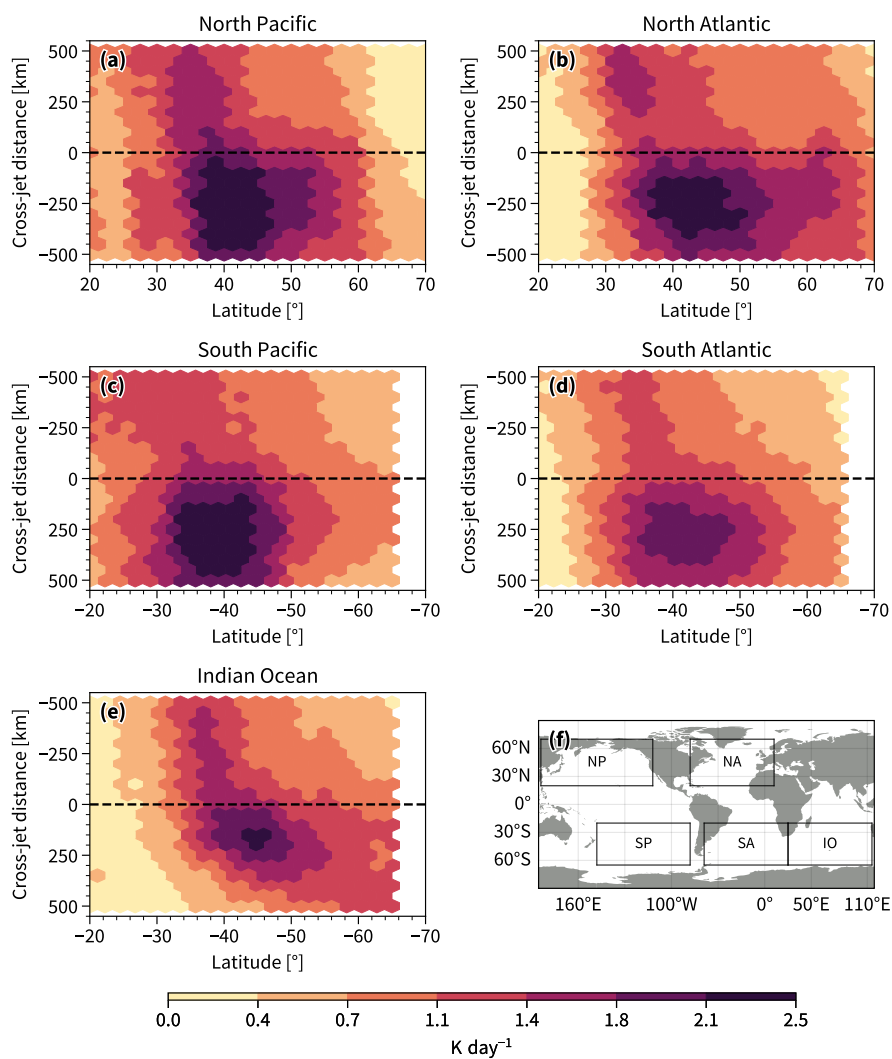 North Pacific
North Atlantic
(a)
(b)
500
250
0
−250
−500
Cross-jet distance [km]
20 30 40 50 60 70
Latitude [°]
500
250
0
−250
−500
Cross-jet distance [km]
20 30 40 50 60 70
Latitude [°]
South Pacific
South Atlantic
(c)
(d)
−500
−250
0
250
500
Cross-jet distance [km]
−20 −30 −40 −50 −60 −70
Latitude [°]
−500
−250
0
250
500
Cross-jet distance [km]
−20 −30 −40 −50 −60 −70
Latitude [°]
Indian Ocean
(e)
−500
−250
0
250
500
Cross-jet distance [km]
−20 −30 −40 −50 −60 −70
Latitude [°]
(f)
60°N
30°N
0°
30°S
60°S
NP
NA
SP
SA
IO
160°E 100°W 0° 50°E 110°E
0.0 0.4 0.7 1.1 1.4 1.8 2.1 2.5
K day⁻¹